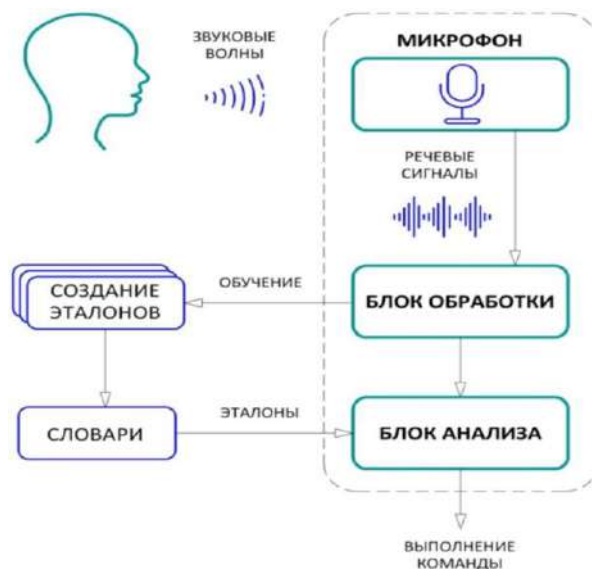 ЗВУКОВЫЕ
ВОЛНЫ
МИКРОФОН
РЕЧЕВЫЕ
СИГНАЛЫ
СОЗДАНИЕ
ЭТАЛОНОВ
ОБУЧЕНИЕ
БЛОК ОБРАБОТКИ
СЛОВАРИ
ЭТАЛОНЫ
БЛОК АНАЛИЗА
ВЫПОЛНЕНИЕ
КОМАНДЫ